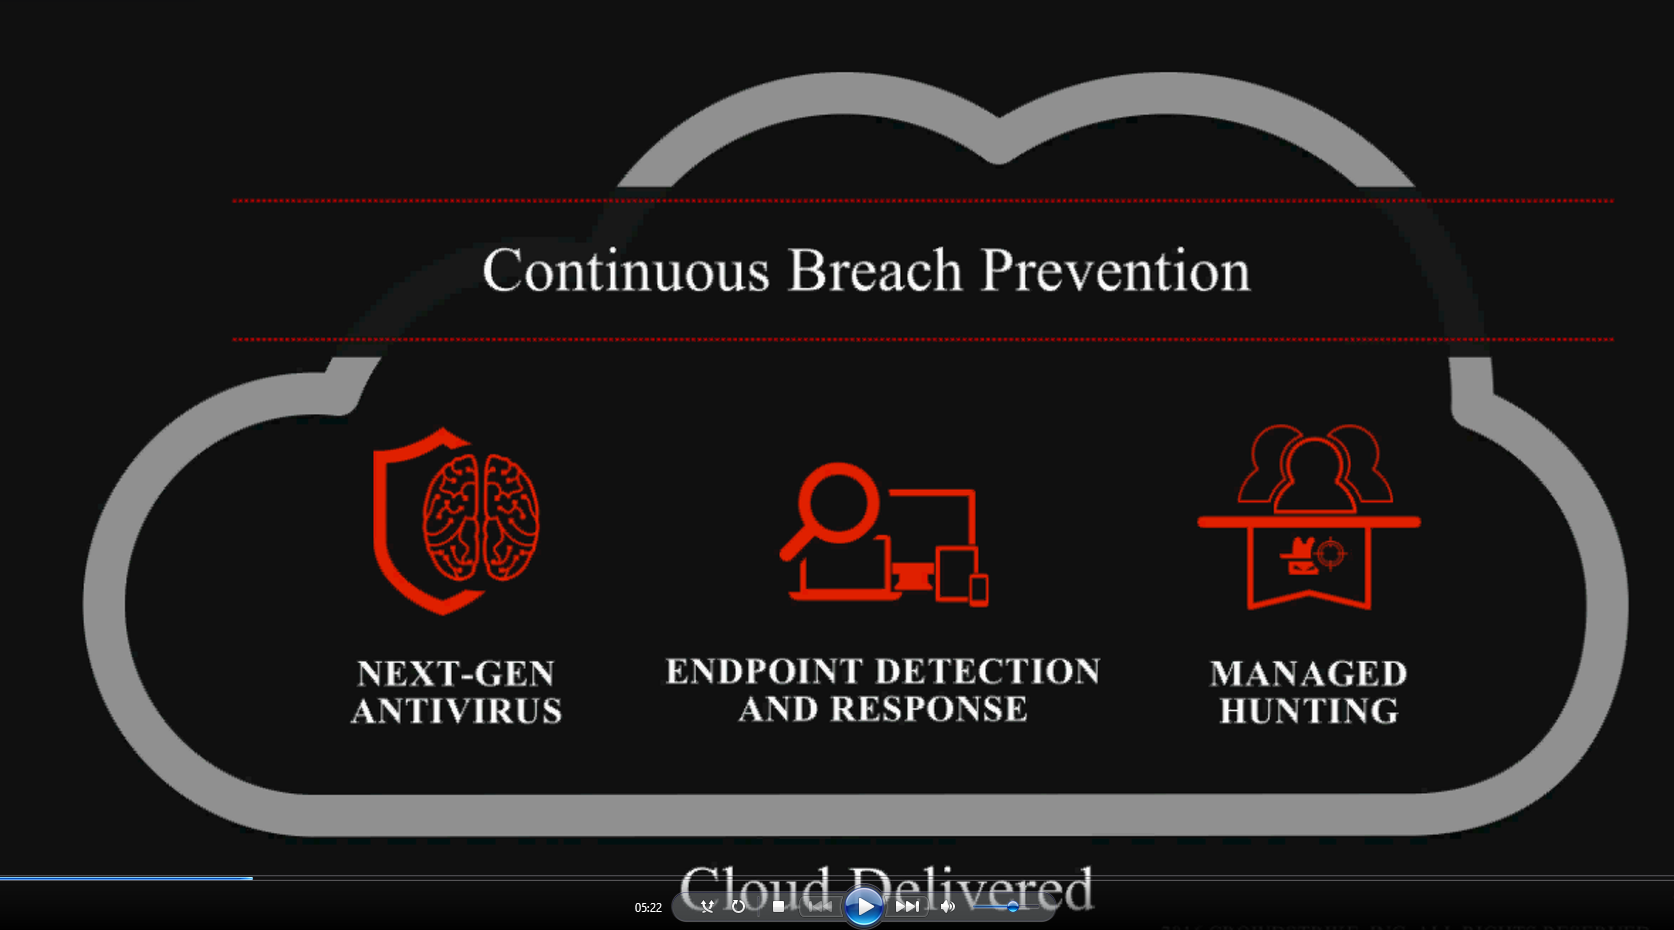 Continuous Breach Prevention
NEXT-GEN
ANTIVIRUS
ENDPOINT DETECTION
AND RESPONSE
MANAGED
HUNTING
Cloud Delivered
05:22